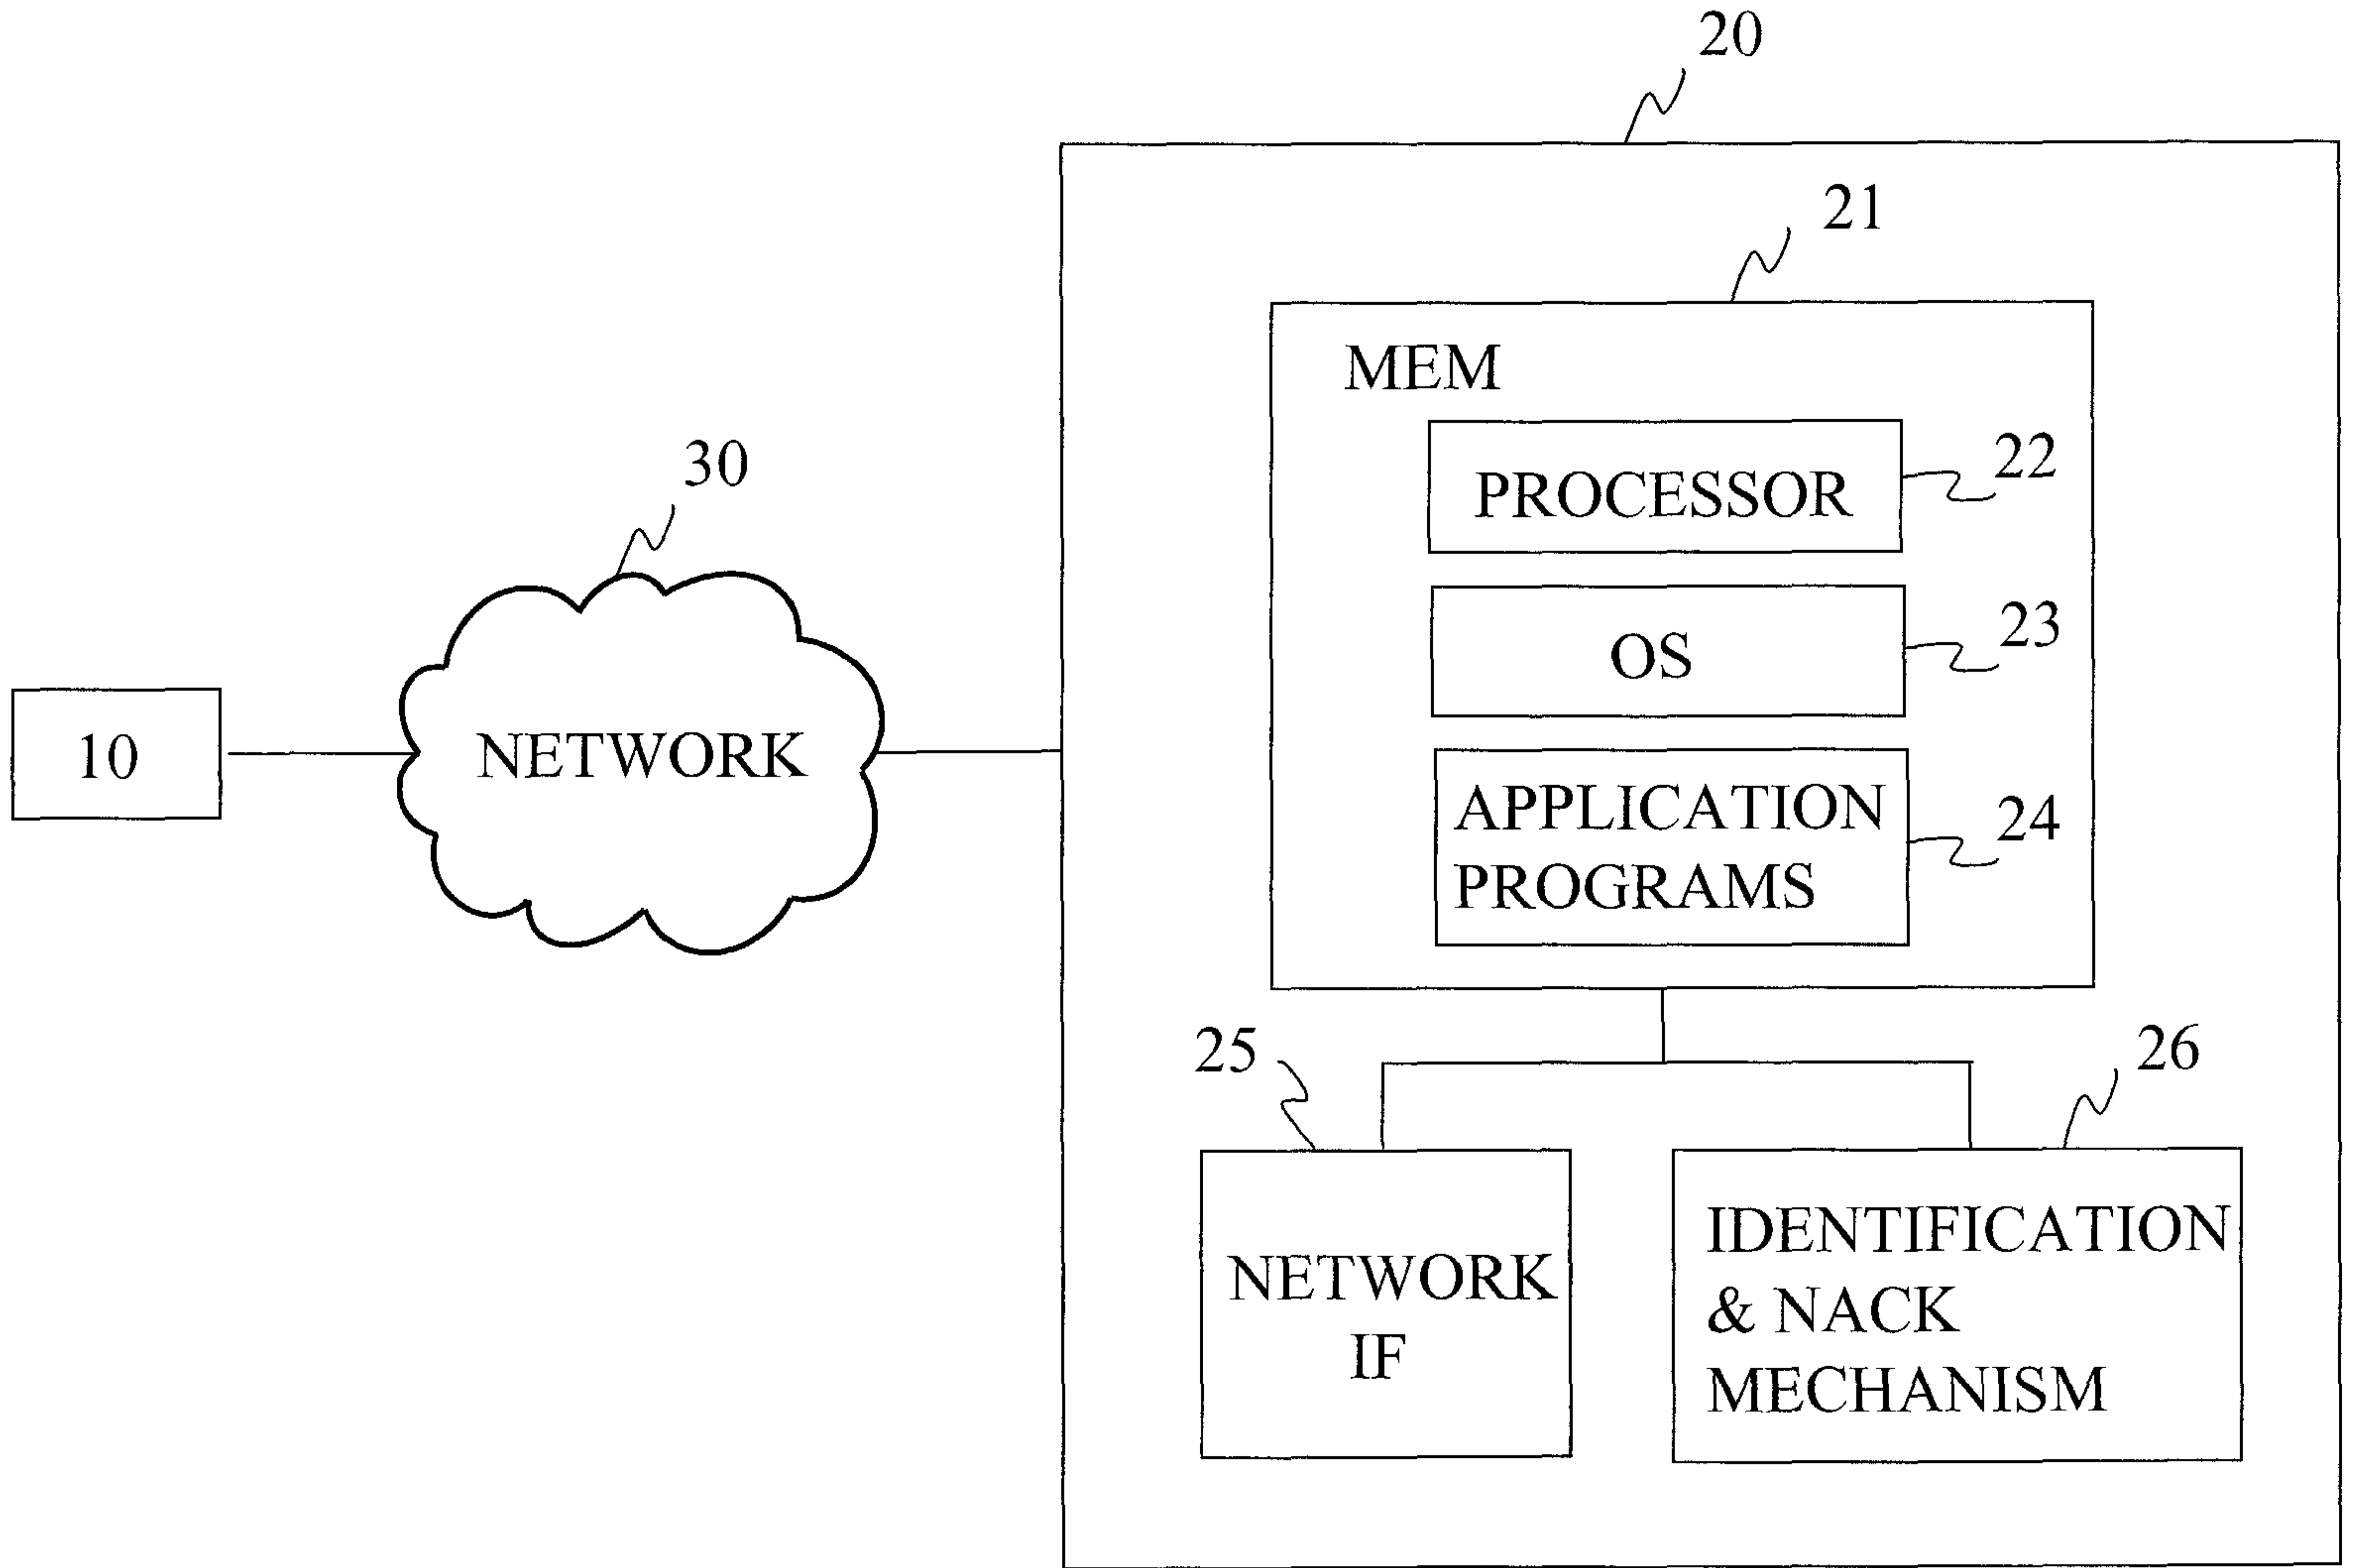 20
21
MEM
PROCESSOR
22
30
OS
23
10
NETWORK
APPLICATION
PROGRAMS
24
25
26
NETWORK
IF
IDENTIFICATION
& NACK
MECHANISM